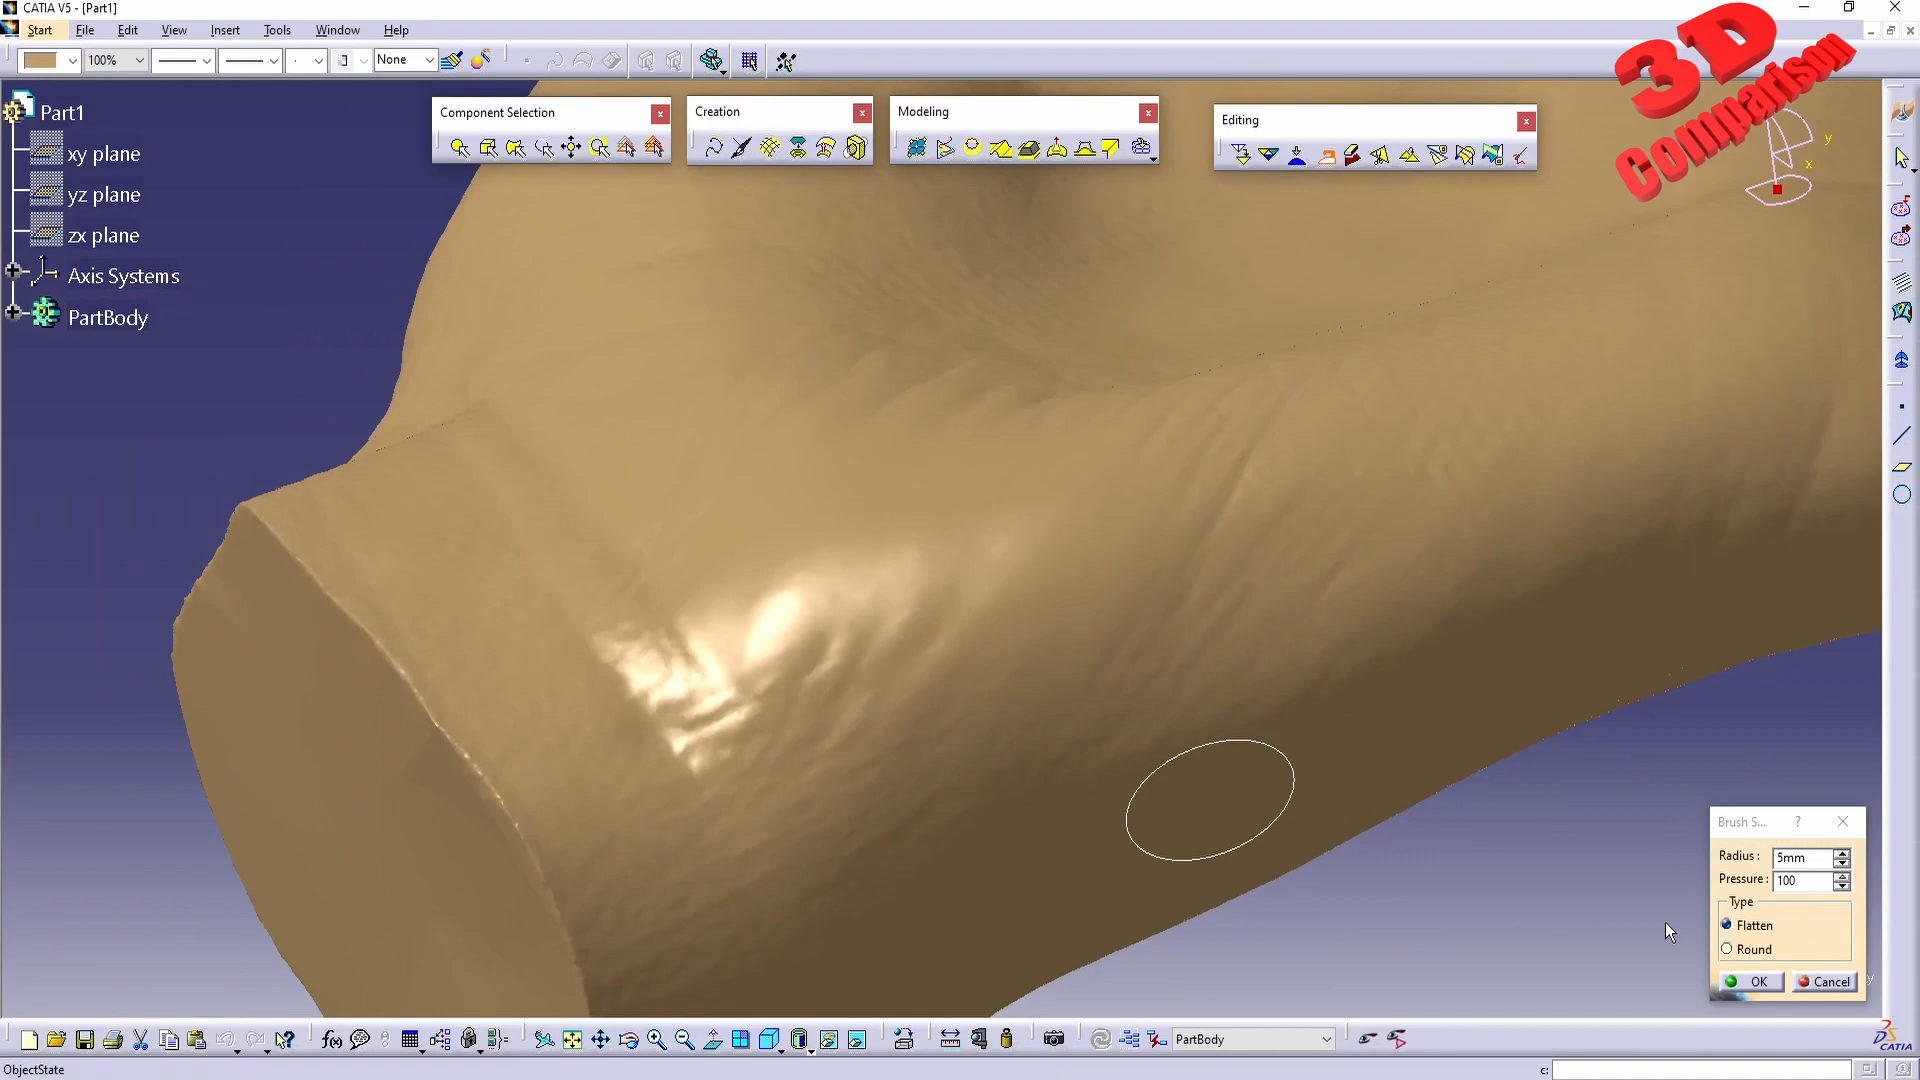 CATIA V5 - [Part1]
Start File Edit View Insert Tools Window Help
100% None
3D
Comparison
Component Selection
Creation
Modeling
Editing
Part1
xy plane
yz plane
zx plane
Axis Systems
PartBody
y
x
Brush S...
Radius : 5mm
Pressure : 100
Type
Flatten
Round
OK Cancel
y
f(x)
PartBody
CATIA
ObjectState
c: